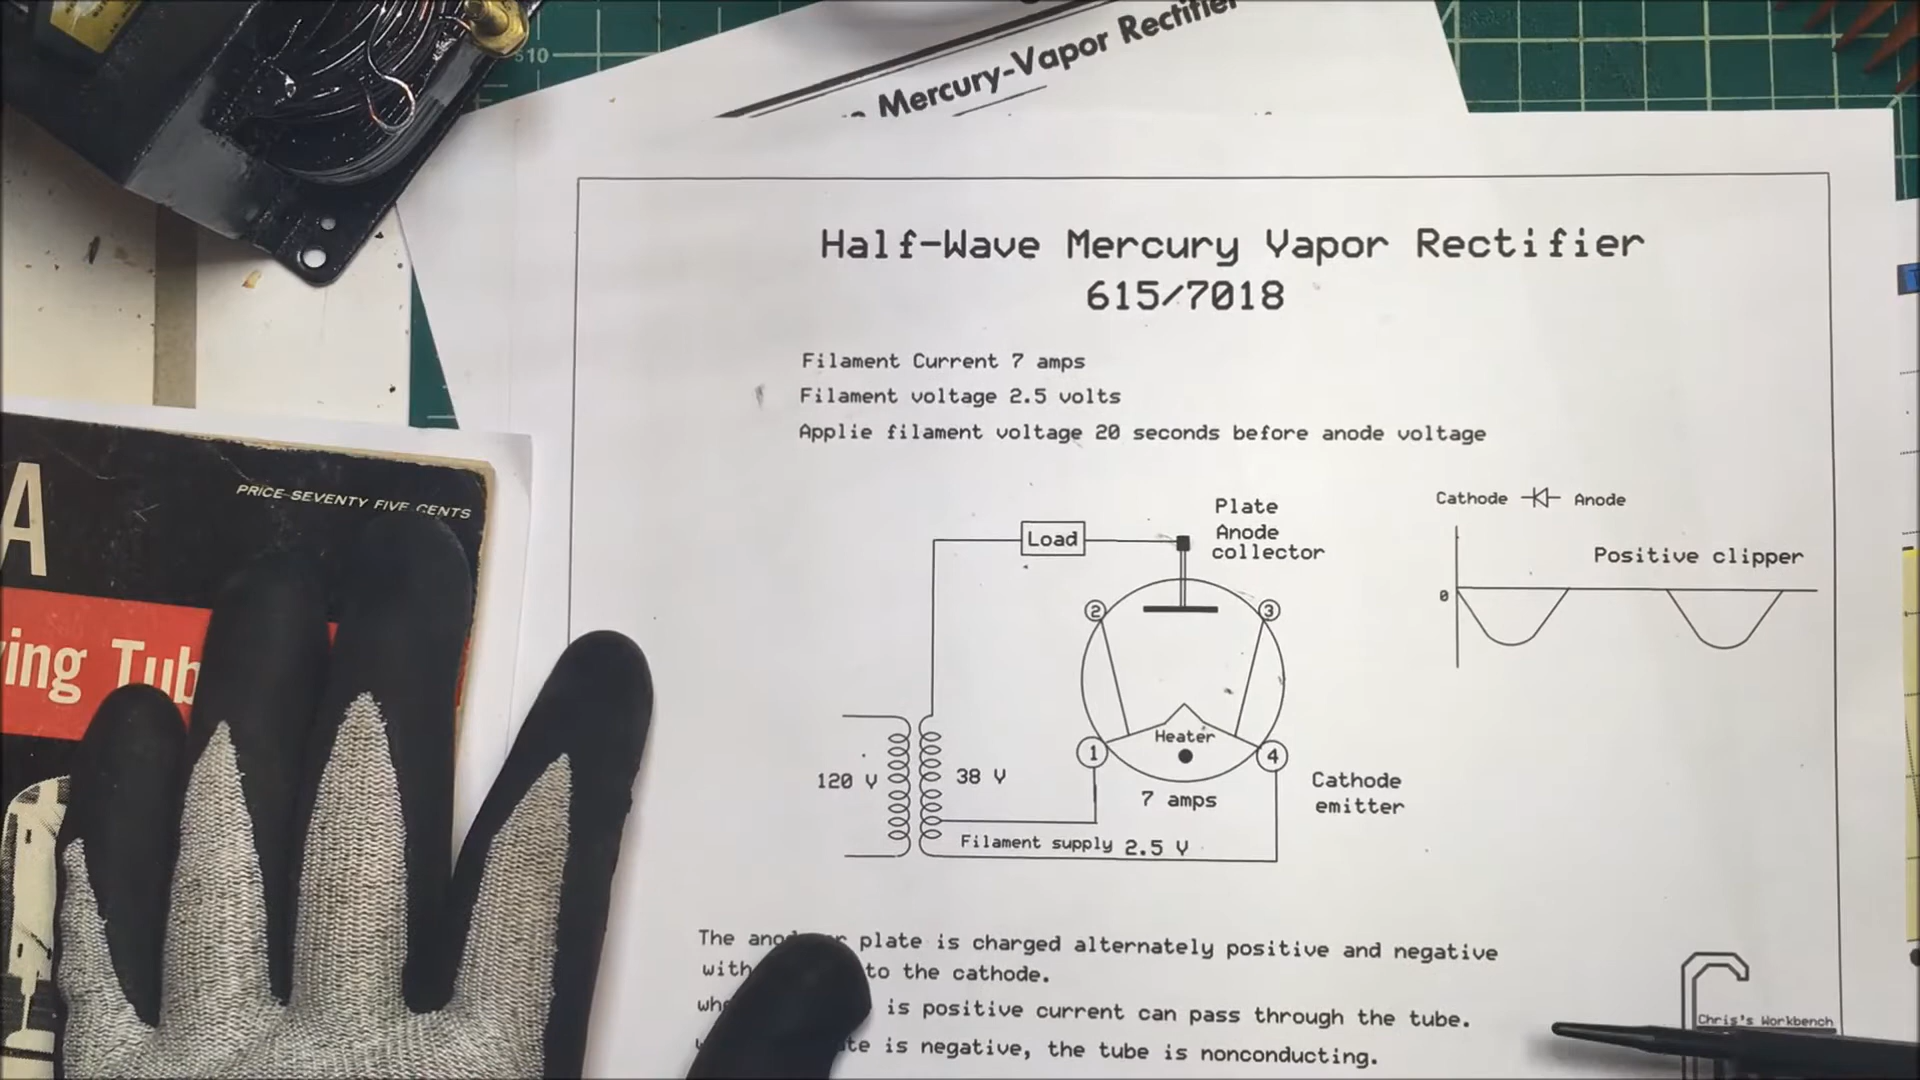 510
Mercury-Vapor Rectifier
Half-Wave Mercury Vapor Rectifier
615/7018
Filament Current 7 amps
Filament voltage 2.5 volts
Applie filament voltage 20 seconds before anode voltage
PRICE SEVENTY FIVE CENTS
A
ing Tub
Cathode Anode
Positive clipper
0
Plate
Anode
collector
Load
2
3
1
Heater
4
120 V
38 V
7 amps
Cathode
emitter
Filament supply 2.5 V
The plate is charged alternately positive and negative
with to the cathode.
is positive current can pass through the tube.
is negative, the tube is nonconducting.
Chris's Workbench